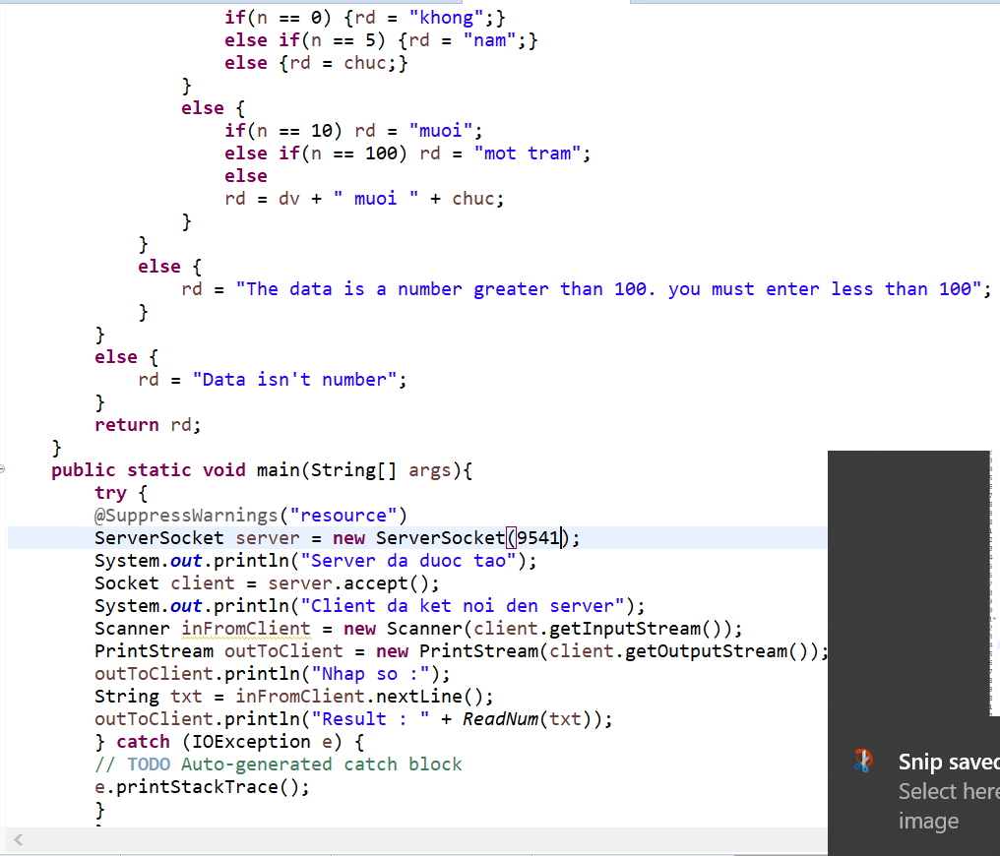 if(n == 0) {rd = "khong";}
else if(n == 5) {rd = "nam";}
else {rd = chuc;}
}
else {
if(n == 10) rd = "muoi";
else if(n == 100) rd = "mot tram";
else
rd = dv + " muoi " + chuc;
}
}
else {
rd = "The data is a number greater than 100. you must enter less than 100";
}
}
else {
rd = "Data isn't number";
}
return rd;
}
public static void main(String[] args){
try {
@SuppressWarnings("resource")
ServerSocket server = new ServerSocket(9541);
System.out.println("Server da duoc tao");
Socket client = server.accept();
System.out.println("Client da ket noi den server");
Scanner inFromClient = new Scanner(client.getInputStream());
PrintStream outToClient = new PrintStream(client.getOutputStream());
outToClient.println("Nhap so :");
String txt = inFromClient.nextLine();
outToClient.println("Result : " + ReadNum(txt));
} catch (IOException e) {
// TODO Auto-generated catch block
e.printStackTrace();
}
Snip saved
Select here
image